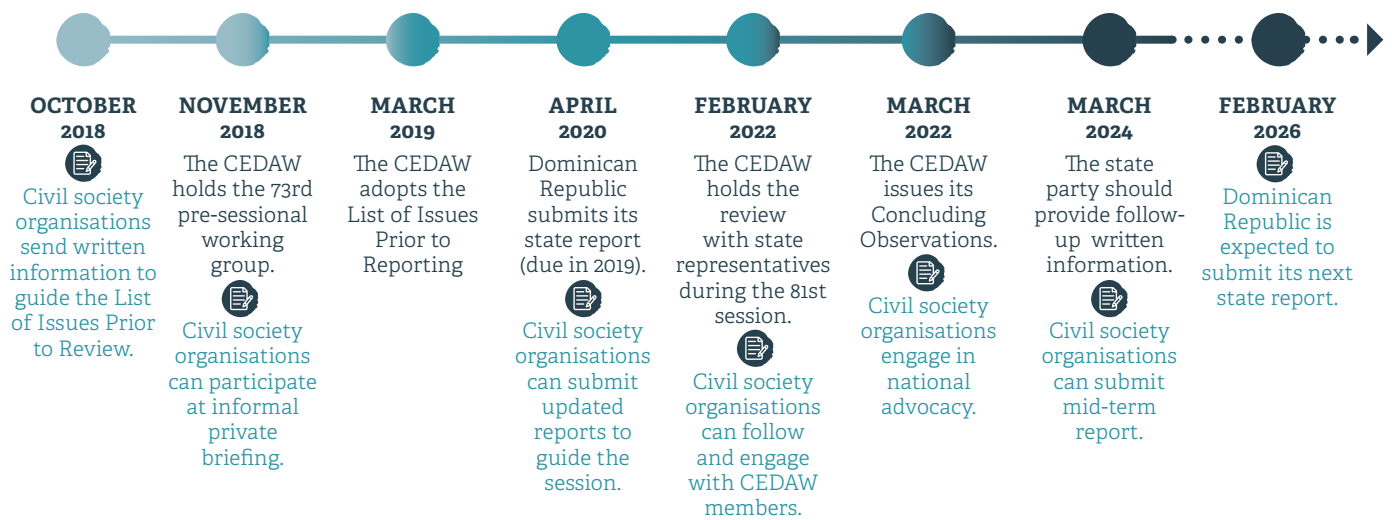 OCTOBER
2018
Civil society
organisations
send written
information to
guide the List
of Issues Prior
to Review.
NOVEMBER
2018
The CEDAW
holds the 73rd
pre-sessional
working
group.
Civil society
organisations
can participate
at informal
private
briefing.
MARCH
2019
The CEDAW
adopts the
List of Issues
Prior to
Reporting
APRIL
2020
Dominican
Republic
submits its
state report
(due in 2019).
Civil society
organisations
can submit
updated
reports to
guide the
session.
FEBRUARY
2022
The CEDAW
holds the
review
with state
representatives
during the 81st
session.
Civil society
organisations
can follow
and engage
with CEDAW
members.
MARCH
2022
The CEDAW
issues its
Concluding
Observations.
Civil society
organisations
engage in
national
advocacy.
MARCH
2024
The state
party should
provide follow-
up written
information.
Civil society
organisations
can submit
mid-term
report.
FEBRUARY
2026
Dominican
Republic is
expected to
submit its next
state report.